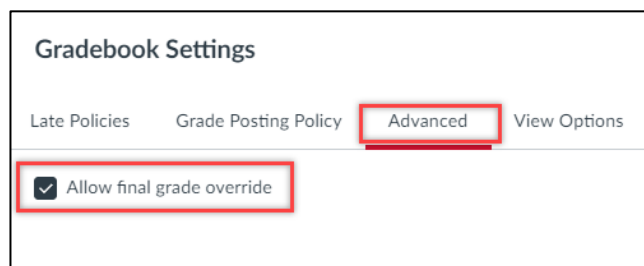 Gradebook Settings
Late Policies Grade Posting Policy Advanced View Options
Allow final grade override